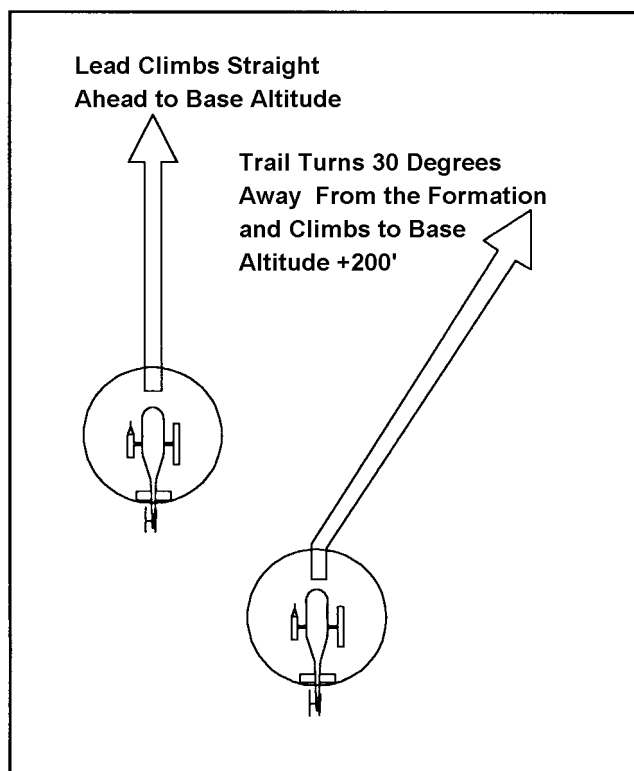 Lead Climbs Straight
Ahead to Base Altitude
Trail Turns 30 Degrees
Away From the Formation
and Climbs to Base
Altitude +200'